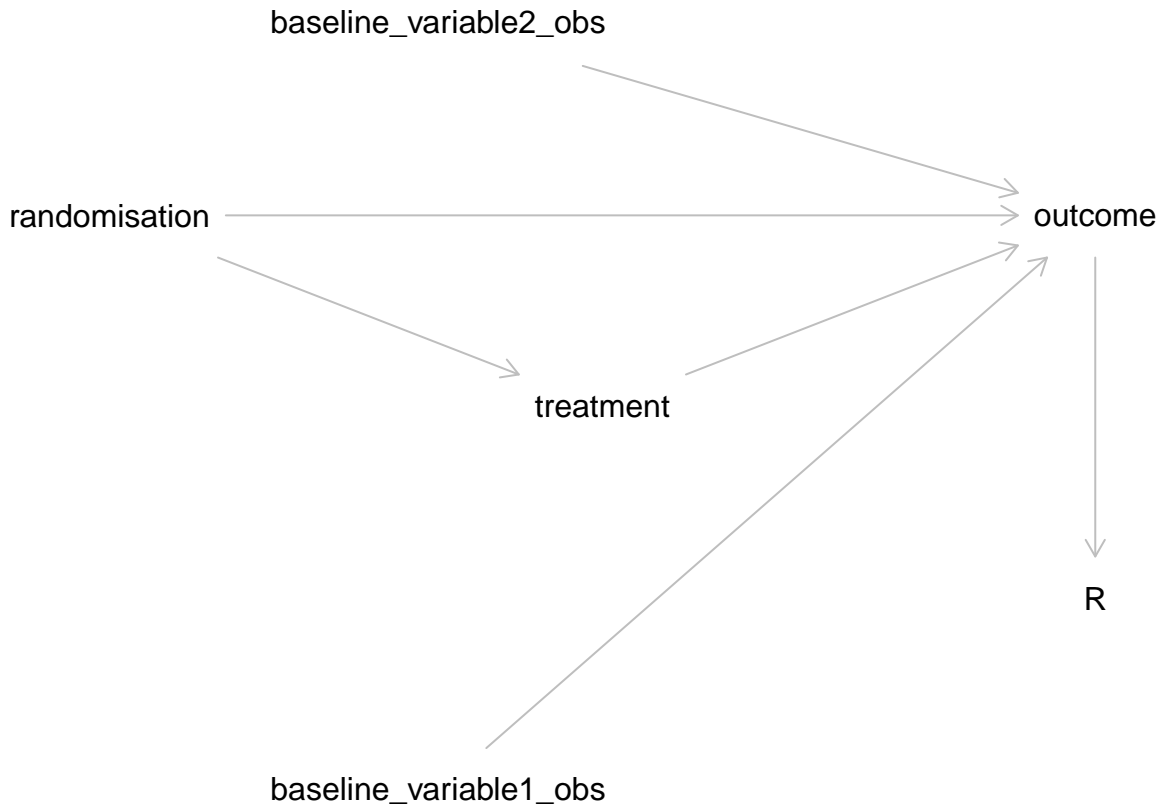 baseline_variable2_obs
randomisation
outcome
treatment
R
baseline_variable1_obs